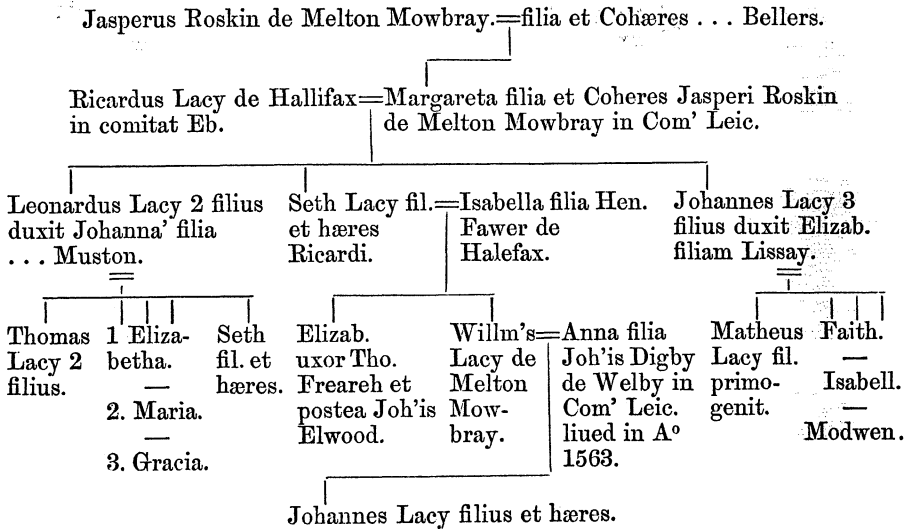 Jasperus Roskin de Melton Mowbray.=filia et Cohæres . . . Bellers.
Ricardus Lacy de Hallifax=Margareta filia et Coheres Jasperi Roskin
in comitat Eb.
de Melton Mowbray in Com' Leic.
Leonardus Lacy 2 filius
duxit Johanna' filia
. . . Muston.
Seth Lacy fil.=Isabella filia Hen.
et hæres
Ricardi.
Fawer de
Halefax.
Johannes Lacy 3
filius duxit Elizab.
filiam Lissay.
Thomas
Lacy 2
filius.
1 Eliza-
betha.
—
2. Maria.
—
3. Gracia.
Seth
fil. et
hæres.
Elizab.
uxor Tho.
Freareh et
postea Joh'is
Elwood.
Willm's=Anna filia
Lacy de
Melton
Mow-
bray.
Joh'is Digby
de Welby in
Com' Leic.
liued in Aº
1563.
Matheus
Lacy fil.
primo-
genit.
Faith.
—
Isabell.
—
Modwen.
Johannes Lacy filius et hæres.